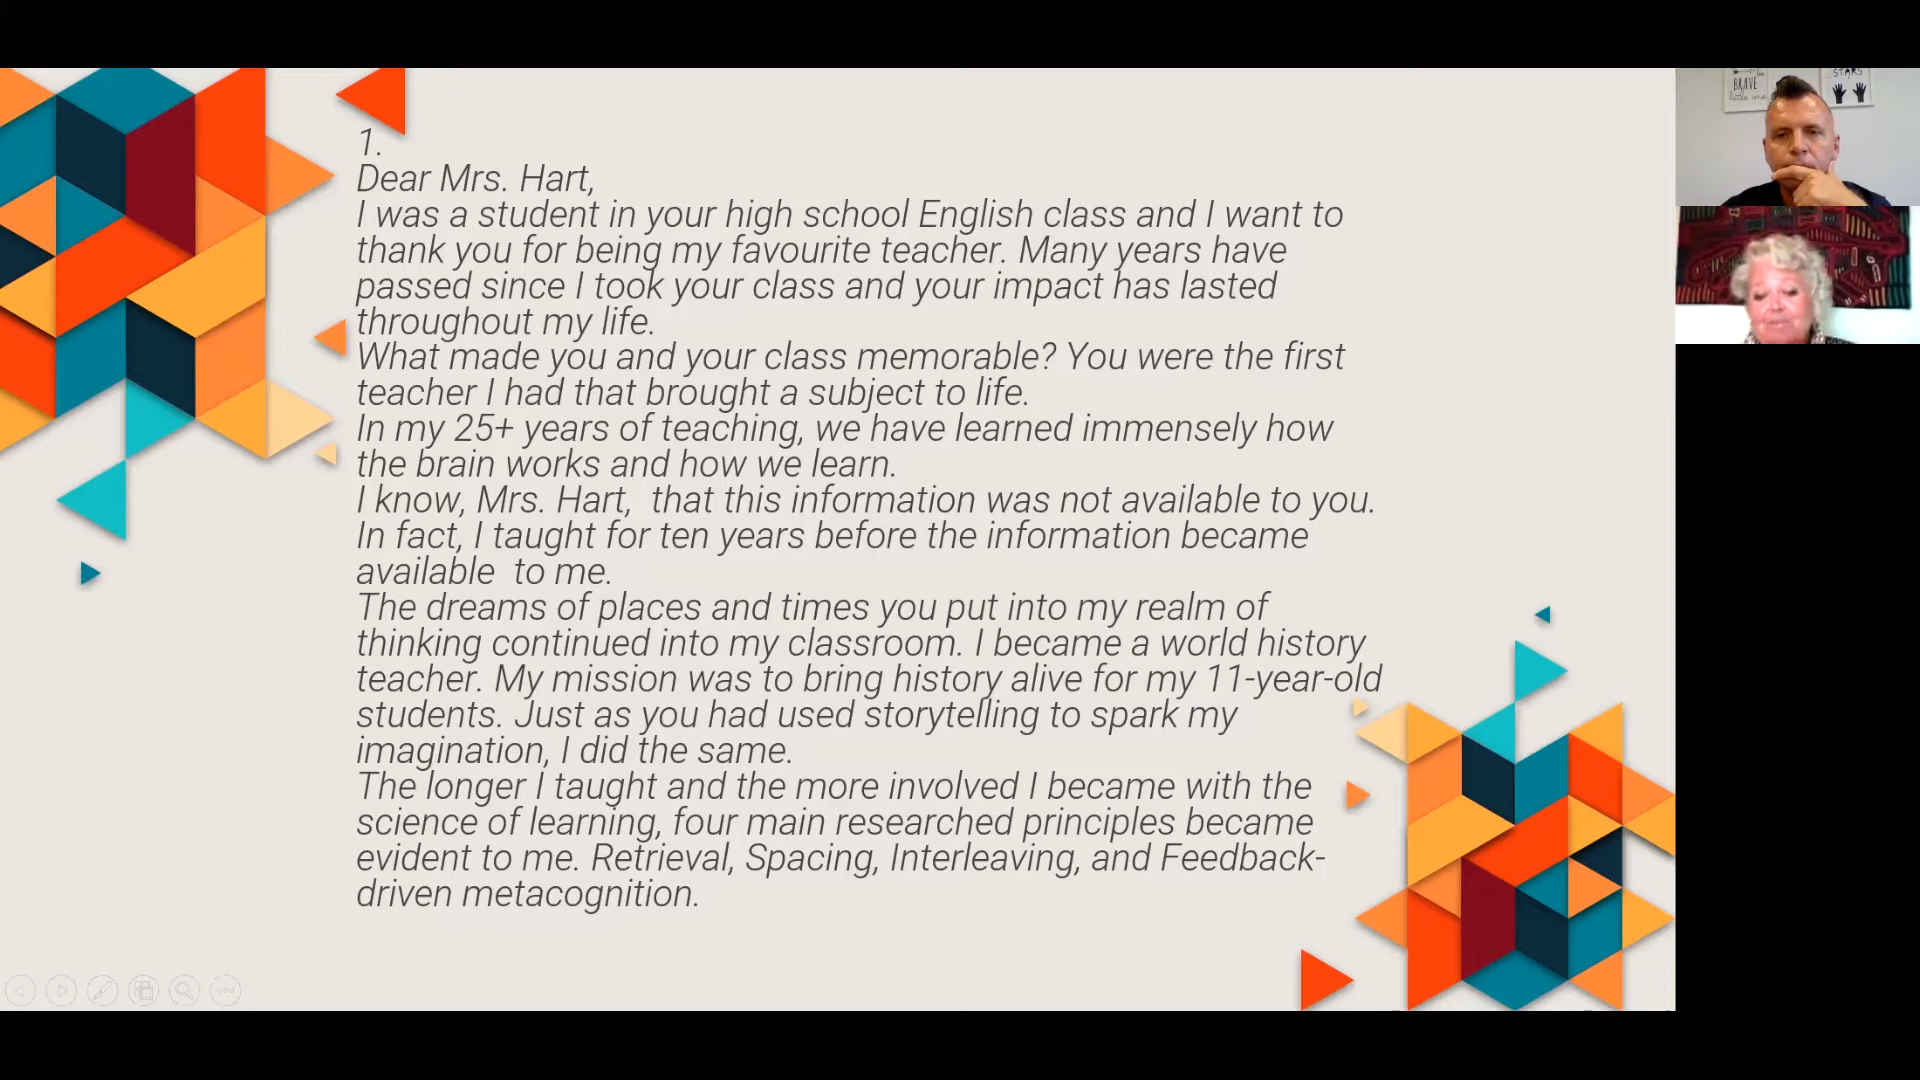 1.
Dear Mrs. Hart,
I was a student in your high school English class and I want to
thank you for being my favourite teacher. Many years have
passed since I took your class and your impact has lasted
throughout my life.
What made you and your class memorable? You were the first
teacher I had that brought a subject to life.
In my 25+ years of teaching, we have learned immensely how
the brain works and how we learn.
I know, Mrs. Hart,  that this information was not available to you.
In fact, I taught for ten years before the information became
available  to me.
The dreams of places and times you put into my realm of
thinking continued into my classroom. I became a world history
teacher. My mission was to bring history alive for my 11-year-old
students. Just as you had used storytelling to spark my
imagination, I did the same.
The longer I taught and the more involved I became with the
science of learning, four main researched principles became
evident to me. Retrieval, Spacing, Interleaving, and Feedback-
driven metacognition.
BRAVE
little one
STARS